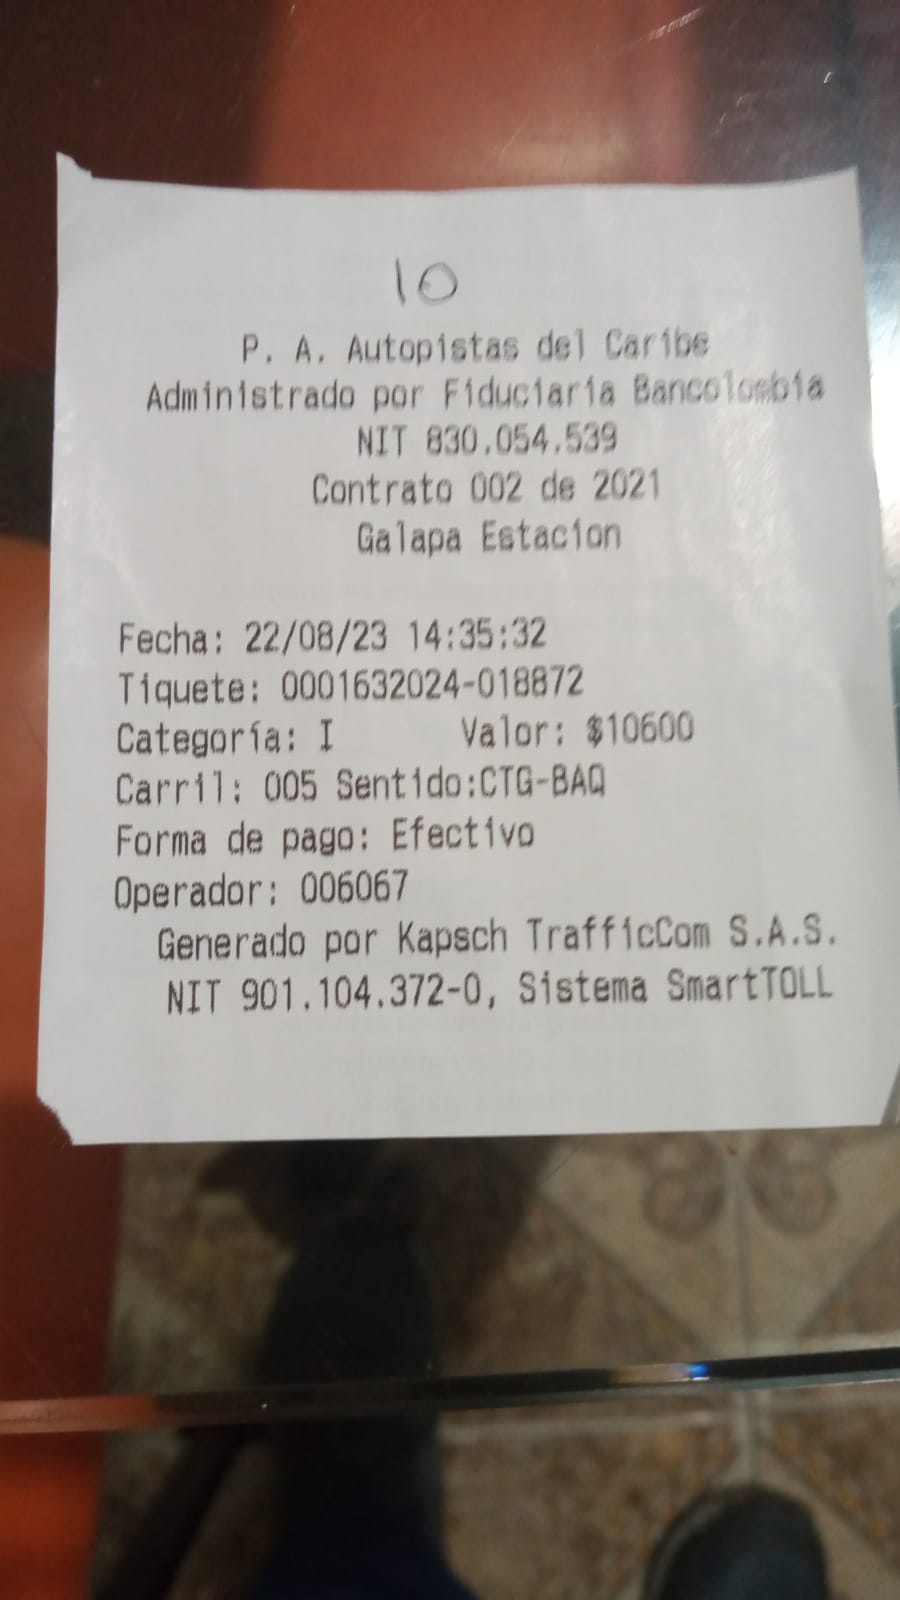 10
P. A. Autopistas del Caribe
Administrado por Fiduciaria Bancolombia
NIT 830.054.539
Contrato 002 de 2021
Galapa Estacion
Fecha: 22/08/23 14:35:32
Tiquete: 0001632024-018872
Categoría: I Valor: $10600
Carril: 005 Sentido:CTG-BAQ
Forma de pago: Efectivo
Operador: 006067
Generado por Kapsch TrafficCom S.A.S.
NIT 901.104.372-0, Sistema SmartTOLL